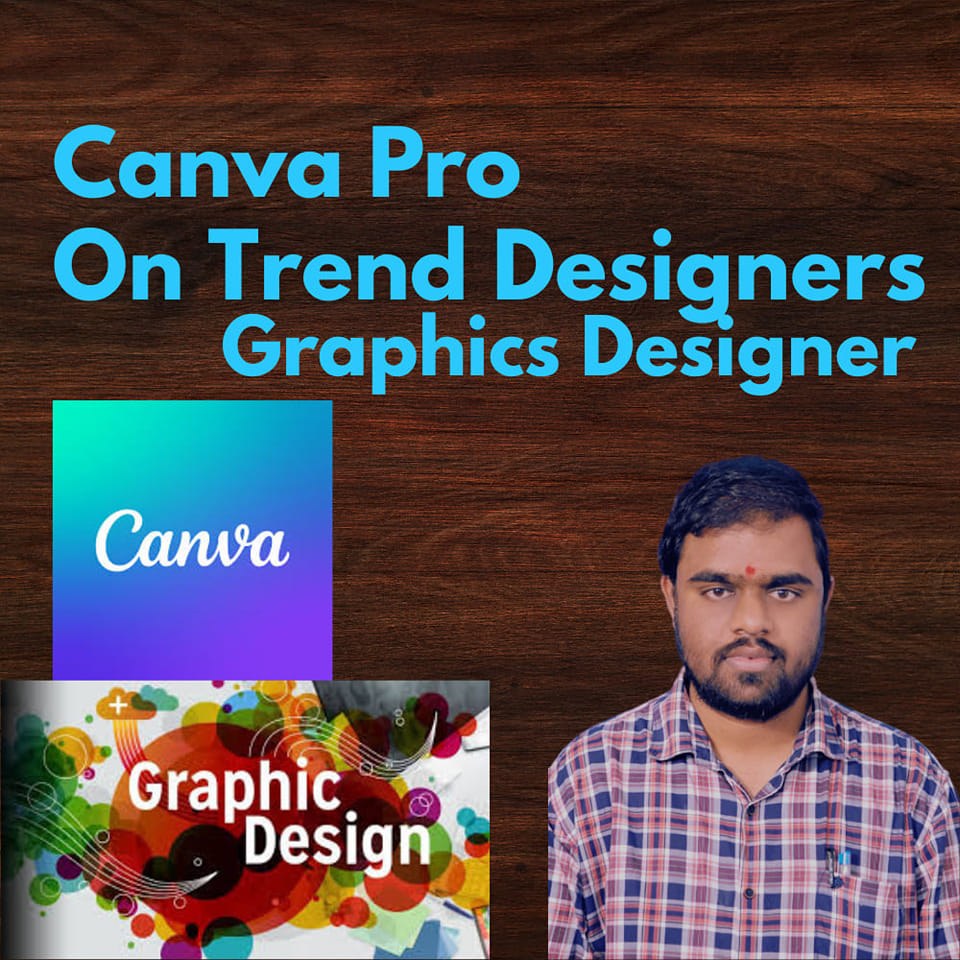 Canva Pro
On Trend Designers
Graphics Designer
Canva
Graphic
Design